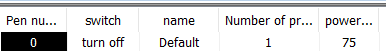 Pen nu... switch name Number of pr... power...
0 turn off Default 1 75